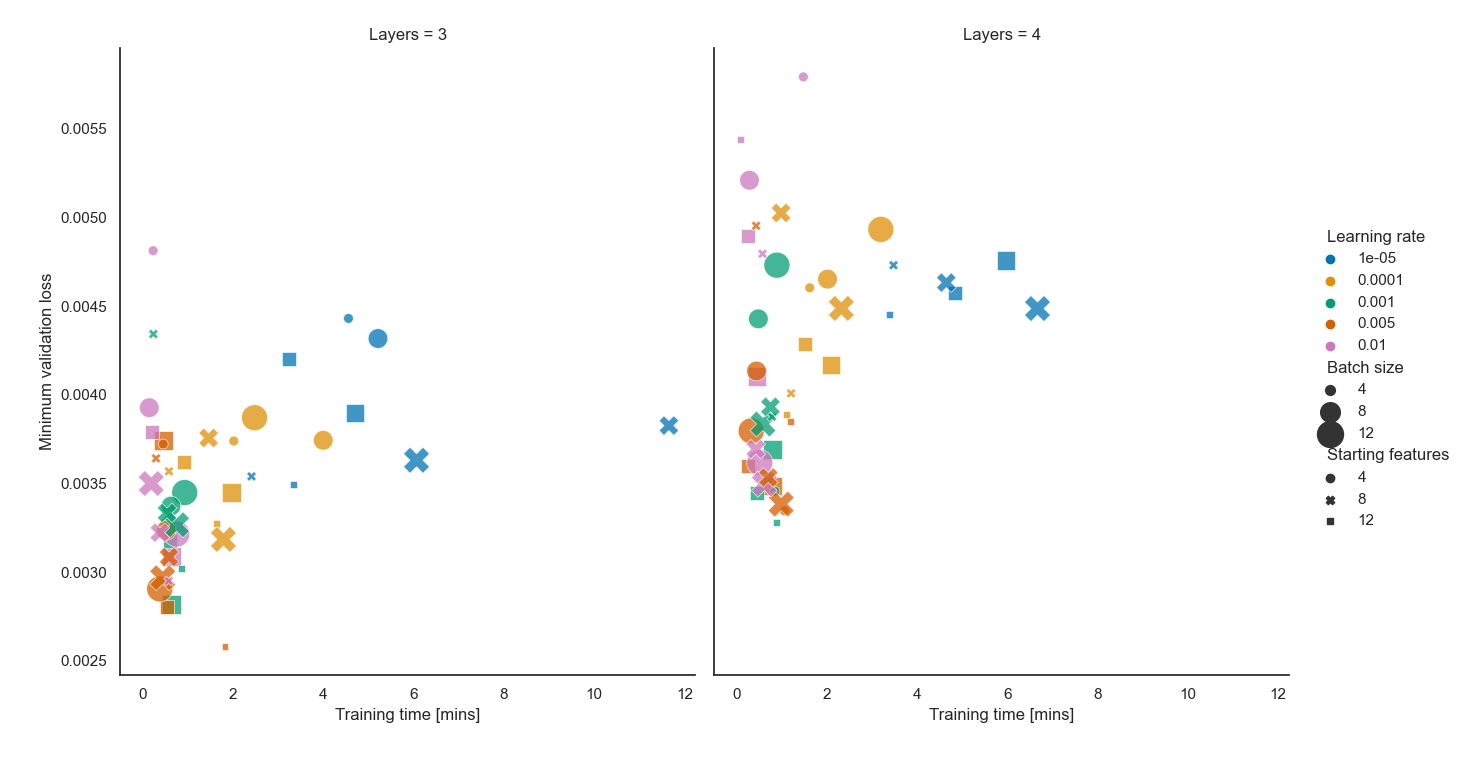 Layers = 3
Layers = 4
Minimum validation loss
0.0055
0.0050
0.0045
0.0040
0.0035
0.0030
0.0025
0 2 4 6 8 10 12
0 2 4 6 8 10 12
Training time [mins]
Training time [mins]
Learning rate
1e-05
0.0001
0.001
0.005
0.01
Batch size
4
8
12
Starting features
4
8
12